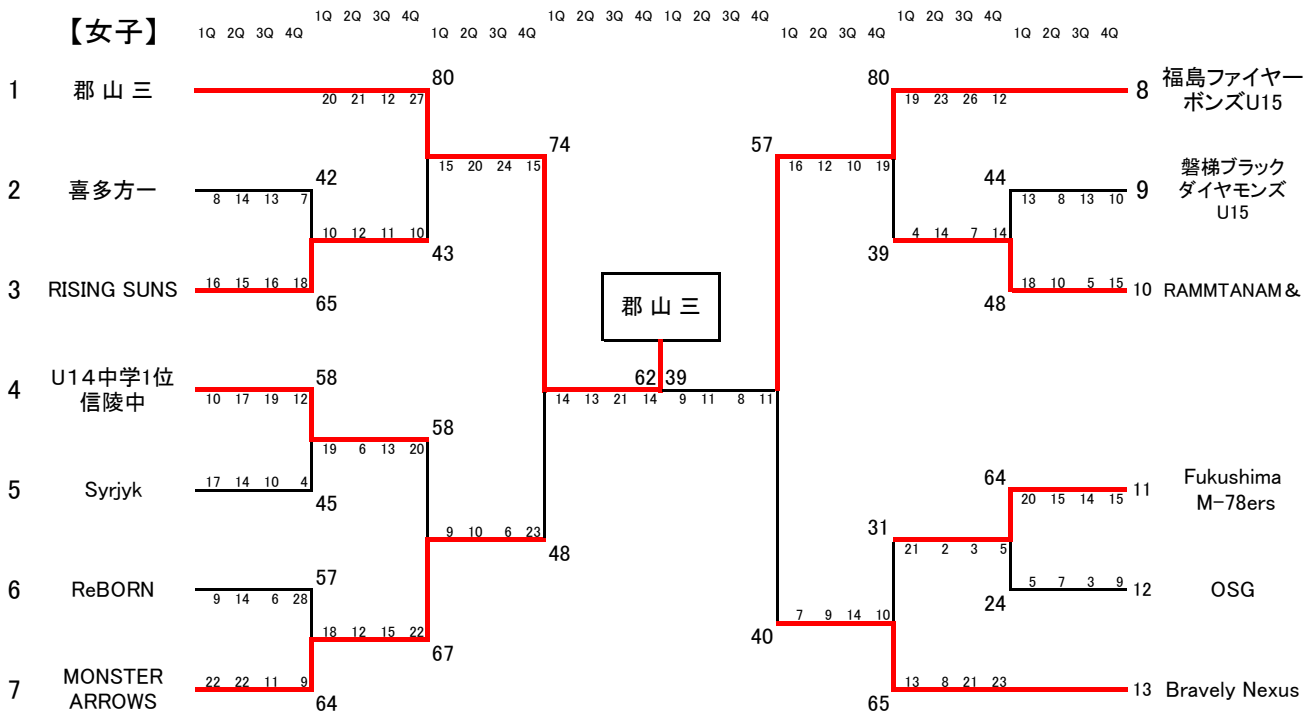 1Q 2Q 3Q 4Q 1Q 2Q 3Q 4Q 1Q 2Q 3Q 4Q
【女子】 1Q 2Q 3Q 4Q 1Q 2Q 3Q 4Q 1Q 2Q 3Q 4Q 1Q 2Q 3Q 4Q
80 80
1 郡山三 8 福島ファイヤー
ボンズU15
20 21 12 27 19 23 26 12
74 57
15 20 24 15 16 12 10 19
42 44
2 喜多方一 9 磐梯ブラック
ダイヤモンズ
U15
8 14 13 7 13 8 13 10
10 12 11 10 4 14 7 14
43 39
16 15 16 18 18 10 5 15
3 RISING SUNS 10 RAMMTANAM&
65 48
郡山三
4 U14中学1位
信陵中
58 62 39
10 17 19 12 14 13 21 14 9 11 8 11
58
19 6 13 20
17 14 10 4 64 11 Fukushima
M-78ers
5 Syrjyk 20 15 14 15
45
9 10 6 23 31
48 21 2 3 5
57
6 ReBORN 5 7 3 9 12 OSG
9 14 6 28 24
18 12 15 22 7 9 14 10
67 40
22 22 11 9 13 8 21 23
7 MONSTER
ARROWS
13 Bravely Nexus
64 65